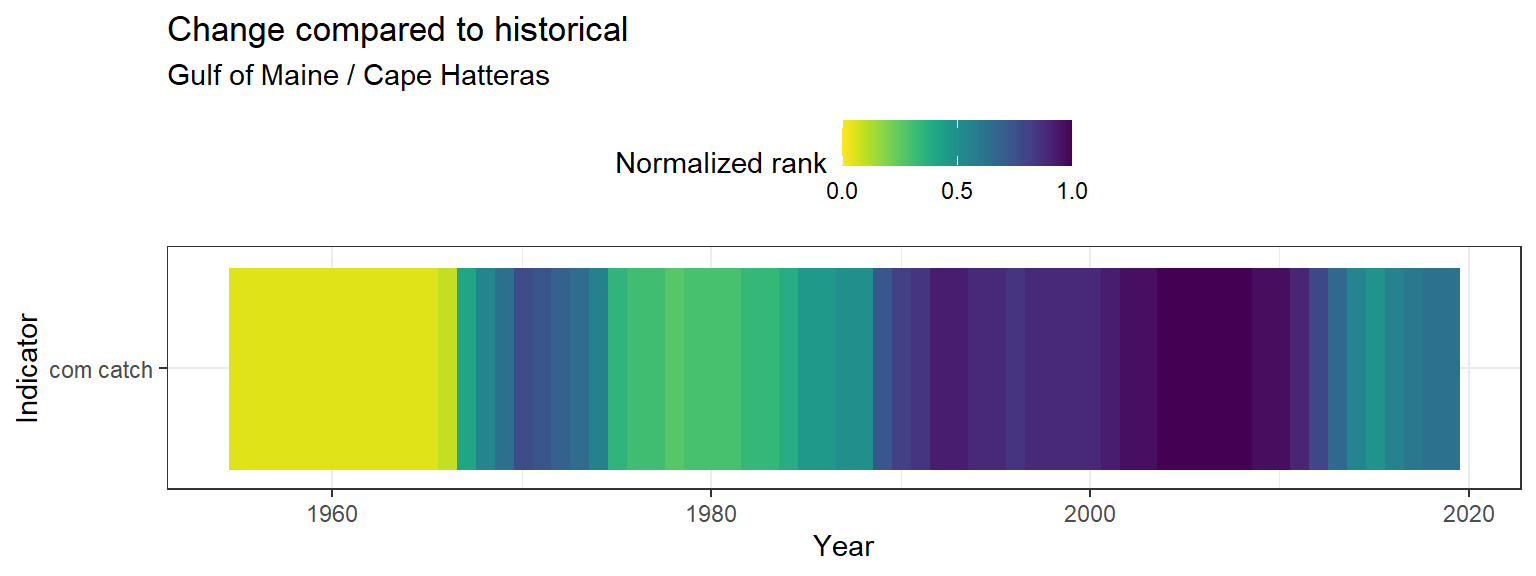 Change compared to historical
Gulf of Maine / Cape Hatteras
Normalized rank
0.0 0.5 1.0
Indicator
com catch
1960 1980 2000 2020
Year